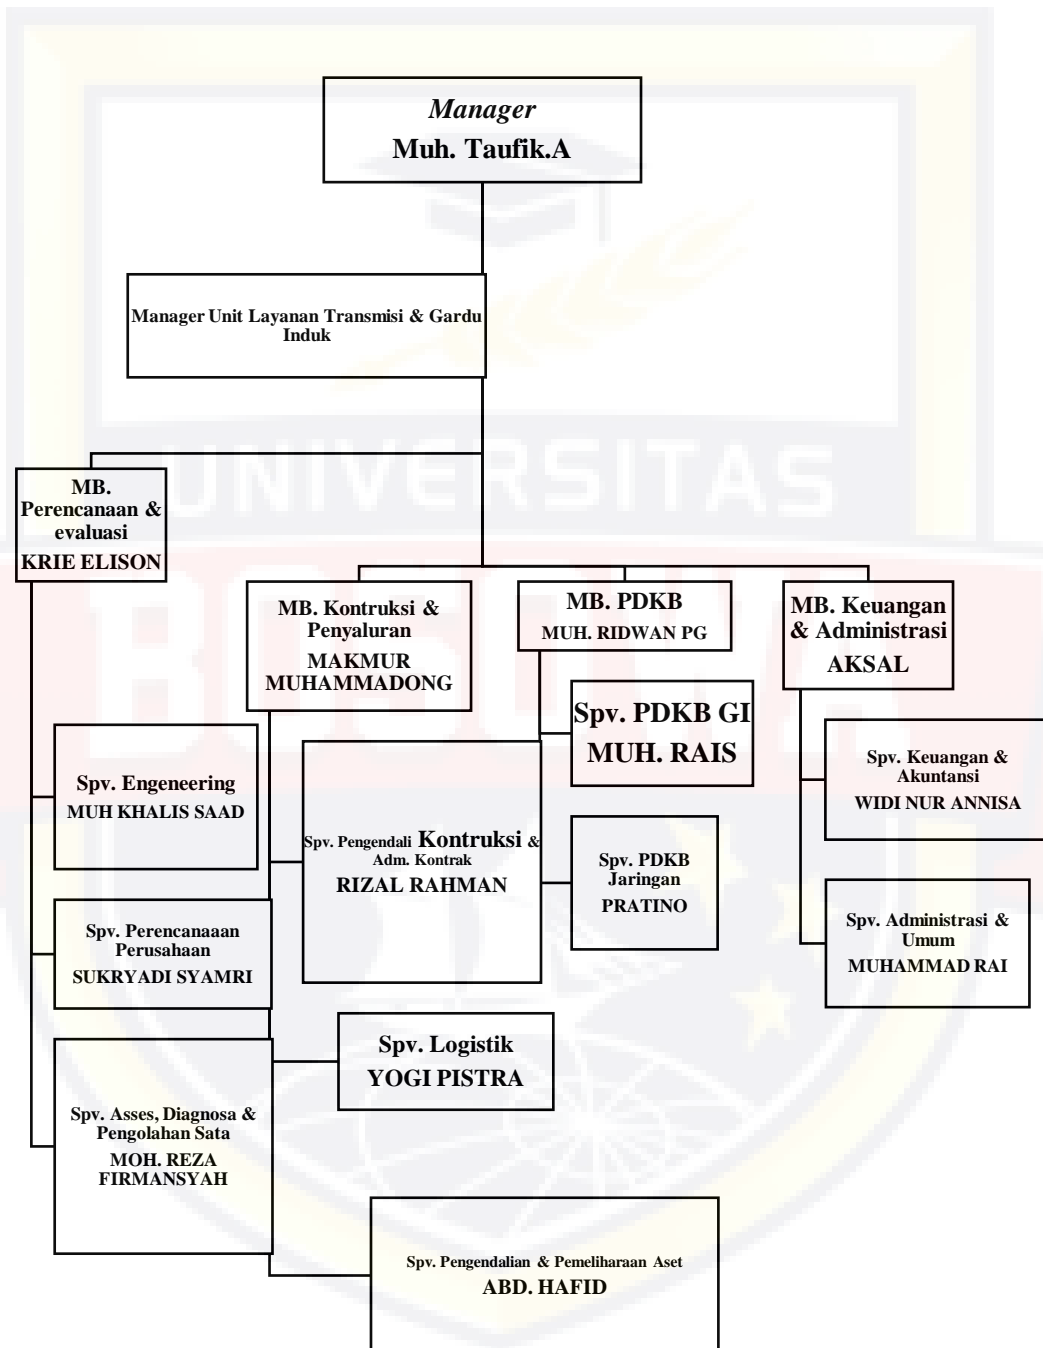 Manager
Muh. Taufik.A
Manager Unit Layanan Transmisi & Gardu
Induk
UNIVERSITAS
BOSOWA
MB.
Perencanaan &
evaluasi
KRIE ELISON
MB. Kontruksi &
Penyaluran
MAKMUR
MUHAMMADONG
MB. PDKB
MUH. RIDWAN PG
MB. Keuangan
& Administrasi
AKSAL
Spv. Engeneering
MUH KHALIS SAAD
Spv. Perencanaaan
Perusahaan
SUKRYADI SYAMRI
Spv. Asses, Diagnosa &
Pengolahan Sata
MOH. REZA
FIRMANSYAH
Spv. Pengendali Kontruksi &
Adm. Kontrak
RIZAL RAHMAN
Spv. Logistik
YOGI PISTRA
Spv. Pengendalian & Pemeliharaan Aset
ABD. HAFID
Spv. PDKB GI
MUH. RAIS
Spv. PDKB
Jaringan
PRATINO
Spv. Keuangan &
Akuntansi
WIDI NUR ANNISA
Spv. Administrasi &
Umum
MUHAMMAD RAI